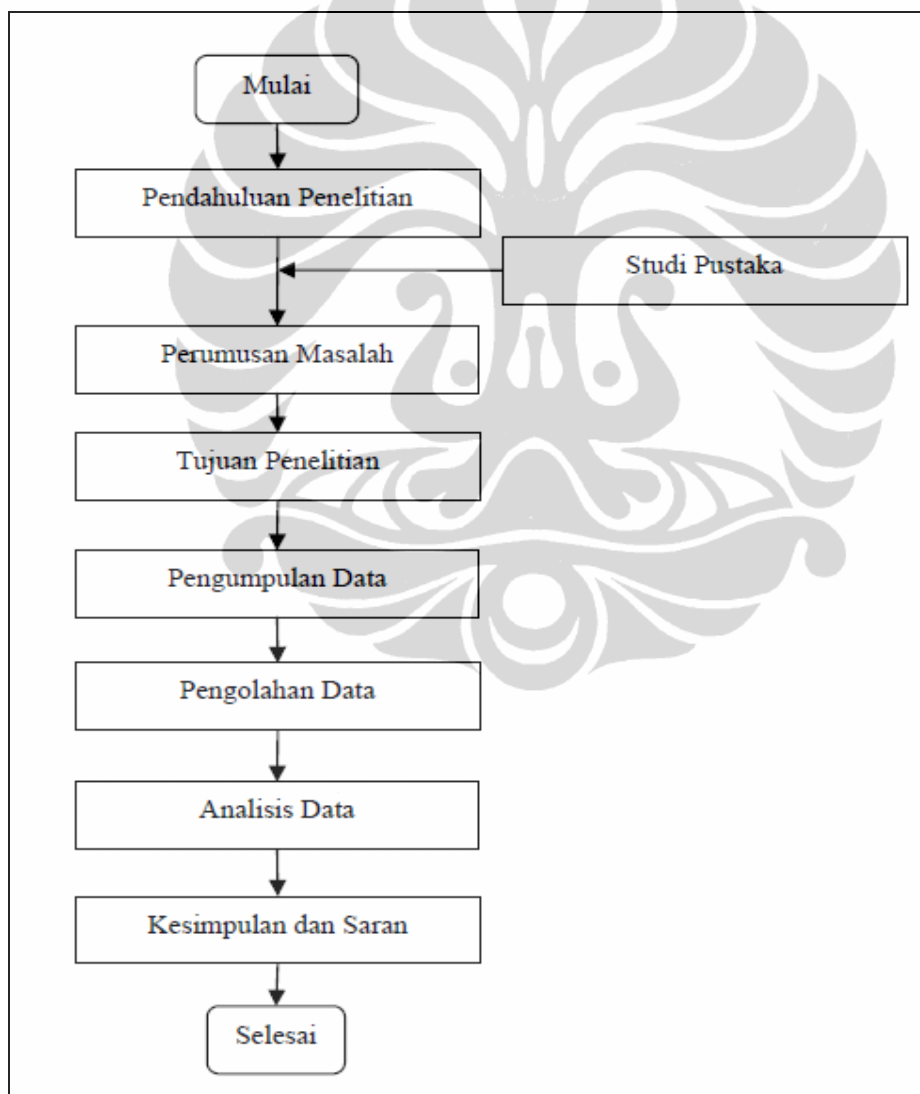 Mulai
Pendahuluan Penelitian
Studi Pustaka
Perumusan Masalah
Tujuan Penelitian
Pengumpulan Data
Pengolahan Data
Analisis Data
Kesimpulan dan Saran
Selesai